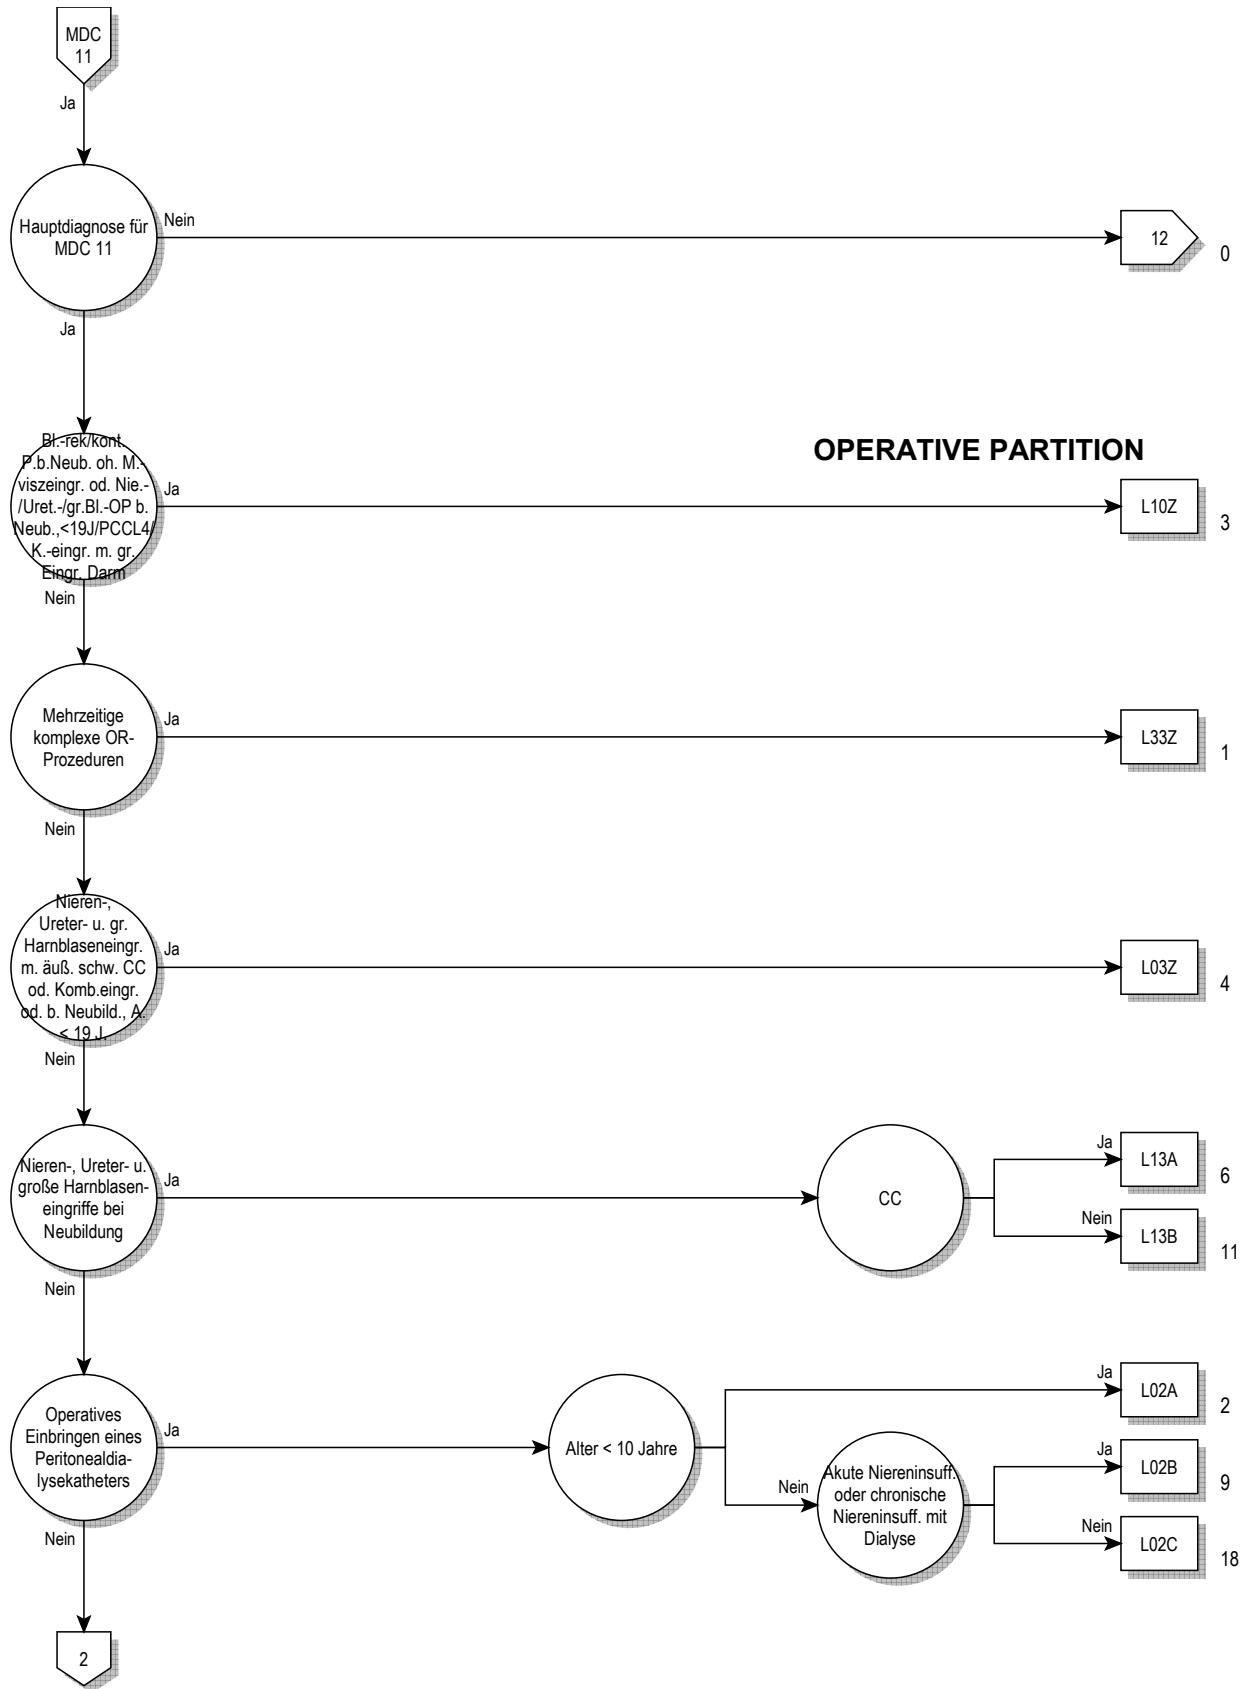 MDC
11
Ja
Hauptdiagnose für
MDC 11
Nein
12
0
Ja
OPERATIVE PARTITION
Bl.-rek/kont.
P.b.Neub. oh. M.-
viszeingr. od. Nie.-
/Uret.-/gr.Bl.-OP b.
Neub.,<19J/PCCL4/
K.-eingr. m. gr.
Eingr. Darm
Ja
L10Z
3
Nein
Mehrzeitige
komplexe OR-
Prozeduren
Ja
L33Z
1
Nein
Nieren-,
Ureter- u. gr.
Harnblaseneingr.
m. äuß. schw. CC
od. Komb.eingr.
od. b. Neubild., A.
< 19 J.
Ja
L03Z
4
Nein
Nieren-, Ureter- u.
große Harnblasen-
eingriffe bei
Neubildung
Ja
CC
Ja
L13A
6
Nein
L13B
11
Nein
Operatives
Einbringen eines
Peritonealdia-
lysekatheters
Ja
Alter < 10 Jahre
Ja
L02A
2
Nein
Akute Niereninsuff.
oder chronische
Niereninsuff. mit
Dialyse
Ja
L02B
9
Nein
L02C
18
Nein
2